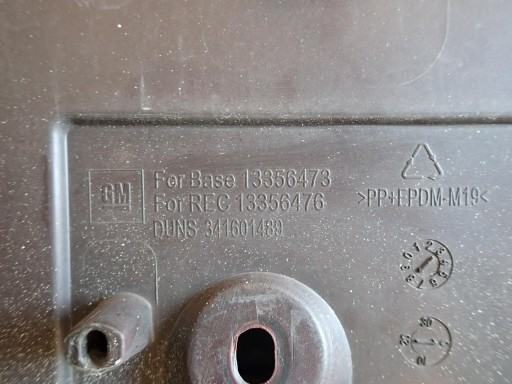 GM
For Base 13356473
For REC 13356476
DUNS 341601489
>PP+EPDM-M19<